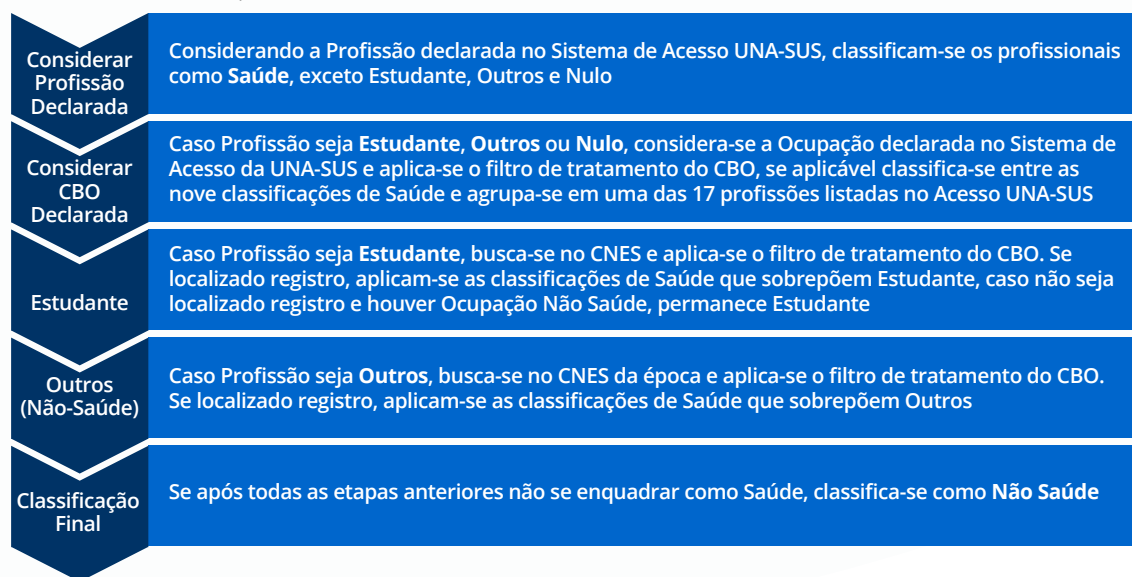 Considerar
Profissão
Declarada
Considerando a Profissão declarada no Sistema de Acesso UNA-SUS, classificam-se os profissionais
como Saúde, exceto Estudante, Outros e Nulo
Considerar
CBO
Declarada
Caso Profissão seja Estudante, Outros ou Nulo, considera-se a Ocupação declarada no Sistema de
Acesso da UNA-SUS e aplica-se o filtro de tratamento do CBO, se aplicável classifica-se entre as
nove classificações de Saúde e agrupa-se em uma das 17 profissões listadas no Acesso UNA-SUS
Estudante
Caso Profissão seja Estudante, busca-se no CNES e aplica-se o filtro de tratamento do CBO. Se
localizado registro, aplicam-se as classificações de Saúde que sobrepõem Estudante, caso não seja
localizado registro e houver Ocupação Não Saúde, permanece Estudante
Outros
(Não-Saúde)
Caso Profissão seja Outros, busca-se no CNES da época e aplica-se o filtro de tratamento do CBO.
Se localizado registro, aplicam-se as classificações de Saúde que sobrepõem Outros
Classificação
Final
Se após todas as etapas anteriores não se enquadrar como Saúde, classifica-se como Não Saúde